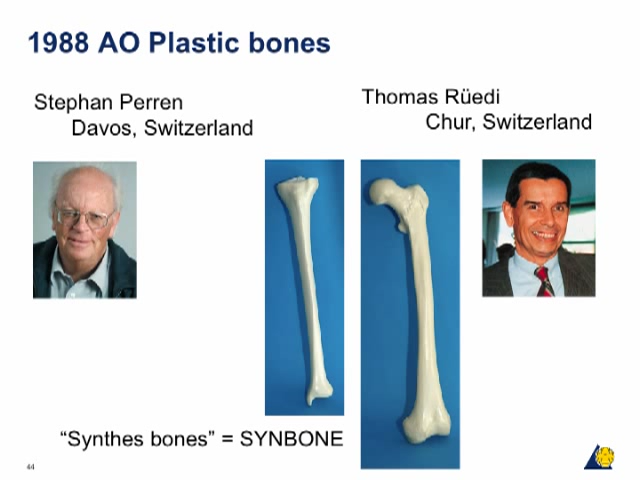 1988 AO Plastic bones
Stephan Perren
Davos, Switzerland
Thomas Rüedi
Chur, Switzerland
“Synthes bones” = SYNBONE
44